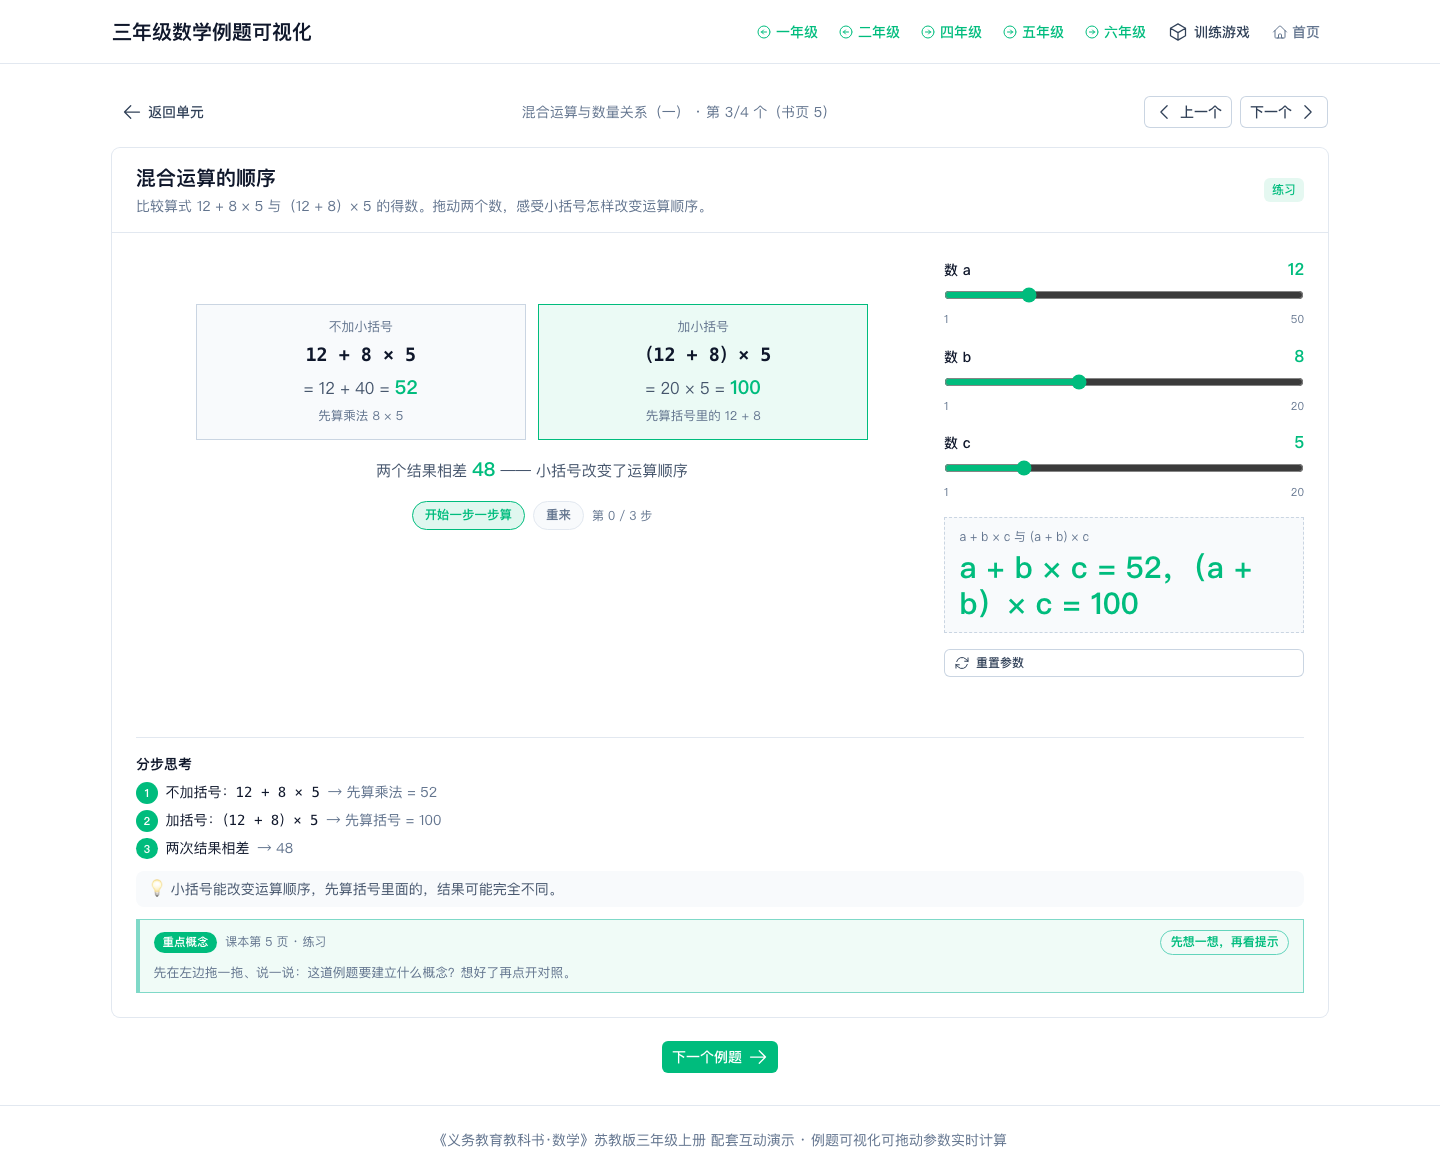 三年级数学例题可视化
一年级 二年级 四年级 五年级 六年级 训练游戏 首页
返回单元 混合运算与数量关系（一） · 第 3/4 个（书页 5） 上一个 下一个
混合运算的顺序
比较算式 12 + 8 × 5 与（12 + 8）× 5 的得数。拖动两个数，感受小括号怎样改变运算顺序。
练习
不加小括号
12 + 8 × 5
= 12 + 40 = 52
先算乘法 8 × 5
加小括号
(12 + 8) × 5
= 20 × 5 = 100
先算括号里的 12 + 8
两个结果相差 48 —— 小括号改变了运算顺序
开始一步一步算 重来 第 0 / 3 步
数 a 12
1 50
数 b 8
1 20
数 c 5
1 20
a + b × c 与 (a + b) × c
a + b × c = 52，（a +
b）× c = 100
重置参数
分步思考
1 不加括号：12 + 8 × 5 → 先算乘法 = 52
2 加括号：(12 + 8) × 5 → 先算括号 = 100
3 两次结果相差 → 48
💡 小括号能改变运算顺序，先算括号里面的，结果可能完全不同。
重点概念 课本第 5 页 · 练习 先想一想，再看提示
先在左边拖一拖、说一说：这道例题要建立什么概念？想好了再点开对照。
下一个例题
《义务教育教科书·数学》苏教版三年级上册 配套互动演示 · 例题可视化可拖动参数实时计算